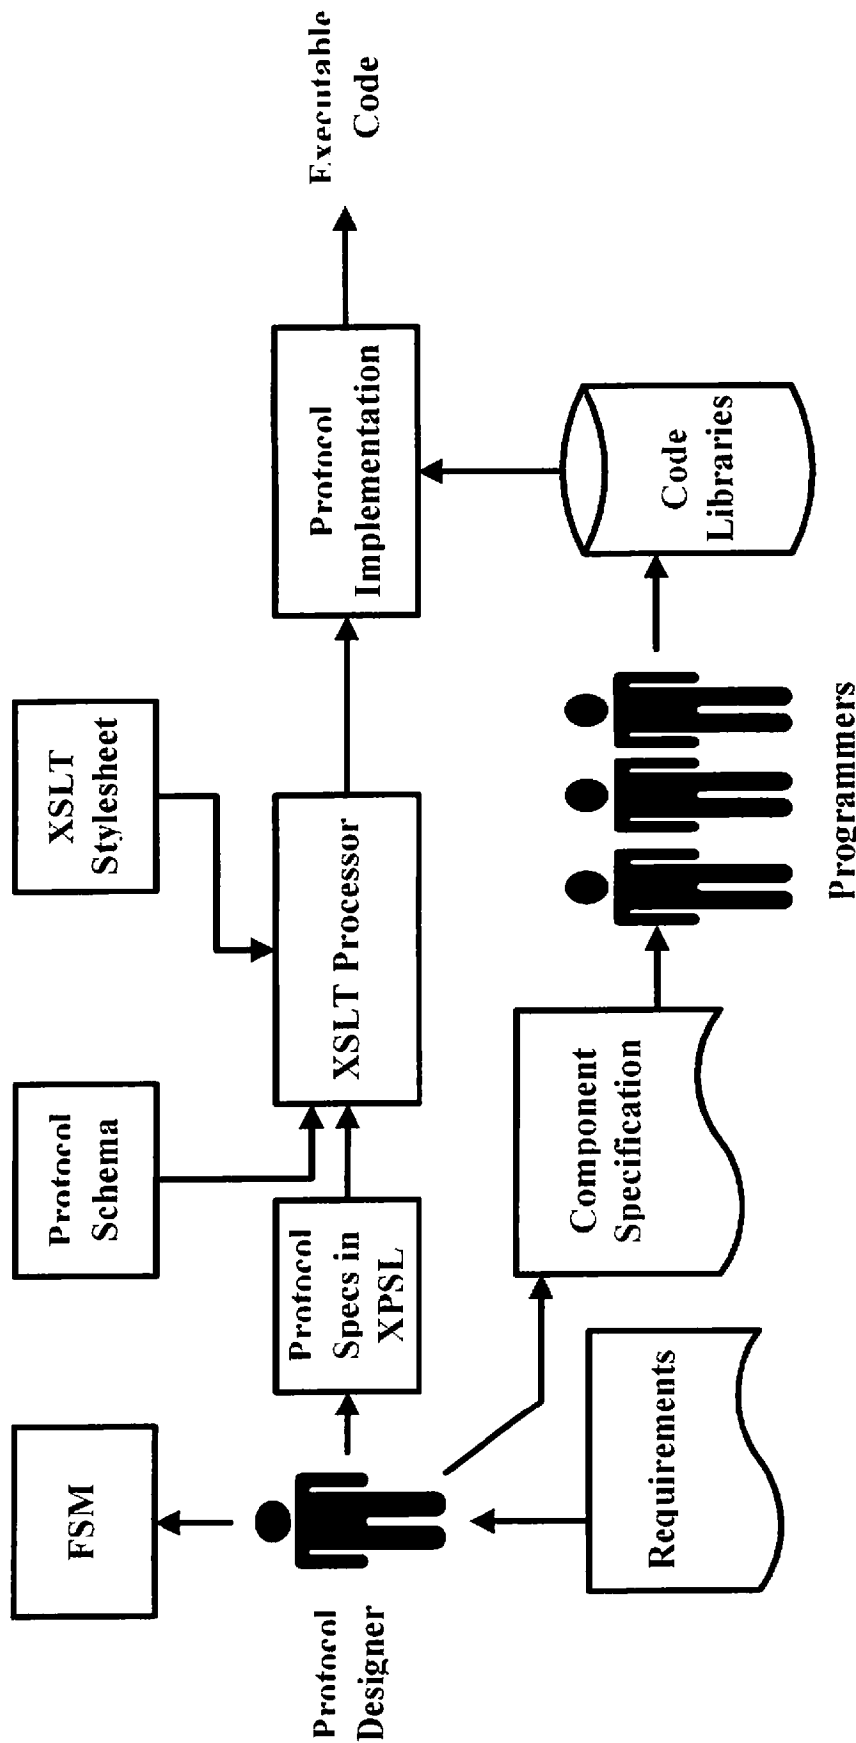 FSM
Protocol
Schema
XSLT
Stylesheet
Protocol
Designer
Protocol
Specs in
XPSL
XSLT Processor
Protocol
Implementation
Executable
Code
Requirements
Component
Specification
Programmers
Code
Libraries